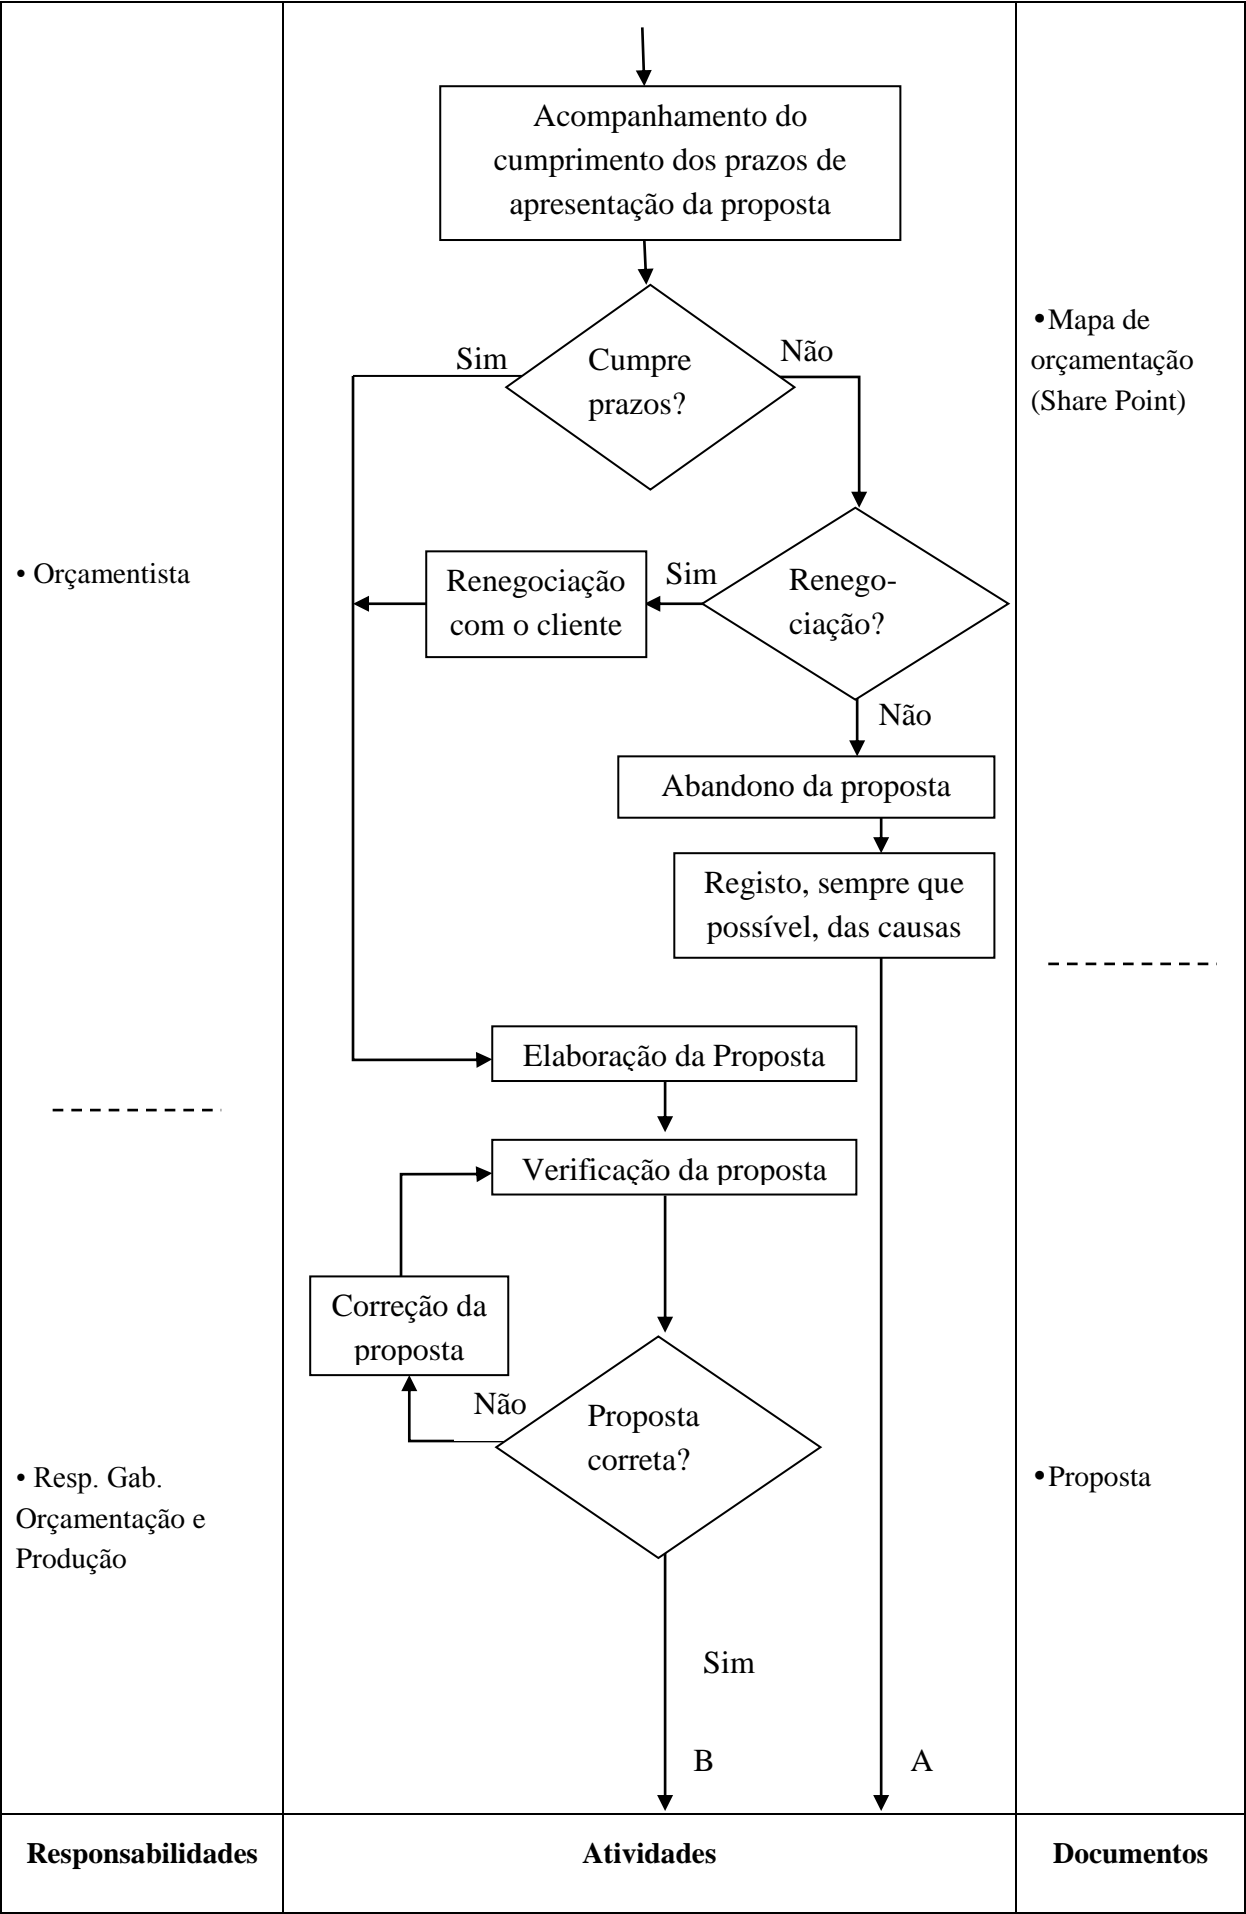 Acompanhamento do
cumprimento dos prazos de
apresentação da proposta
Sim
Cumpre
prazos?
Não
•Mapa de
orçamentação
(Share Point)
• Orçamentista
Renegociação
com o cliente
Sim
Renego-
ciação?
Não
Abandono da proposta
Registo, sempre que
possível, das causas
Elaboração da Proposta
Verificação da proposta
Correção da
proposta
Não
Proposta
correta?
• Resp. Gab.
Orçamentação e
Produção
•Proposta
Sim
B
A
Responsabilidades
Atividades
Documentos